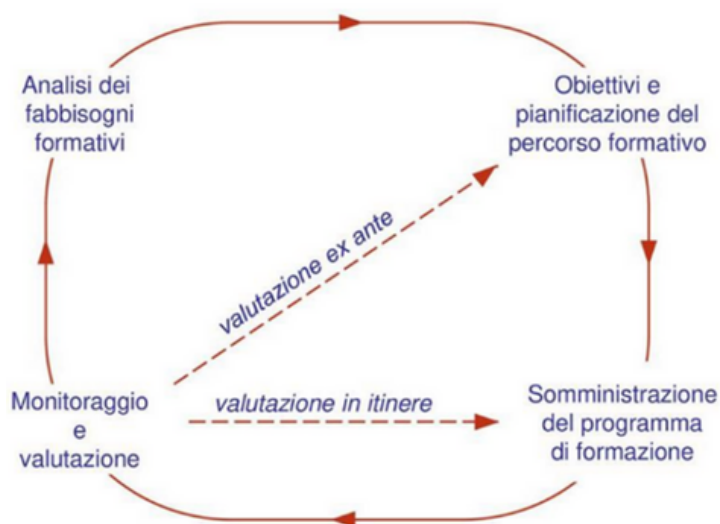 Analisi dei
fabbisogni
formativi
Obiettivi e
pianificazione del
percorso formativo
valutazione ex ante
valutazione in itinere
Monitoraggio
e
valutazione
Somministrazione
del programma
di formazione